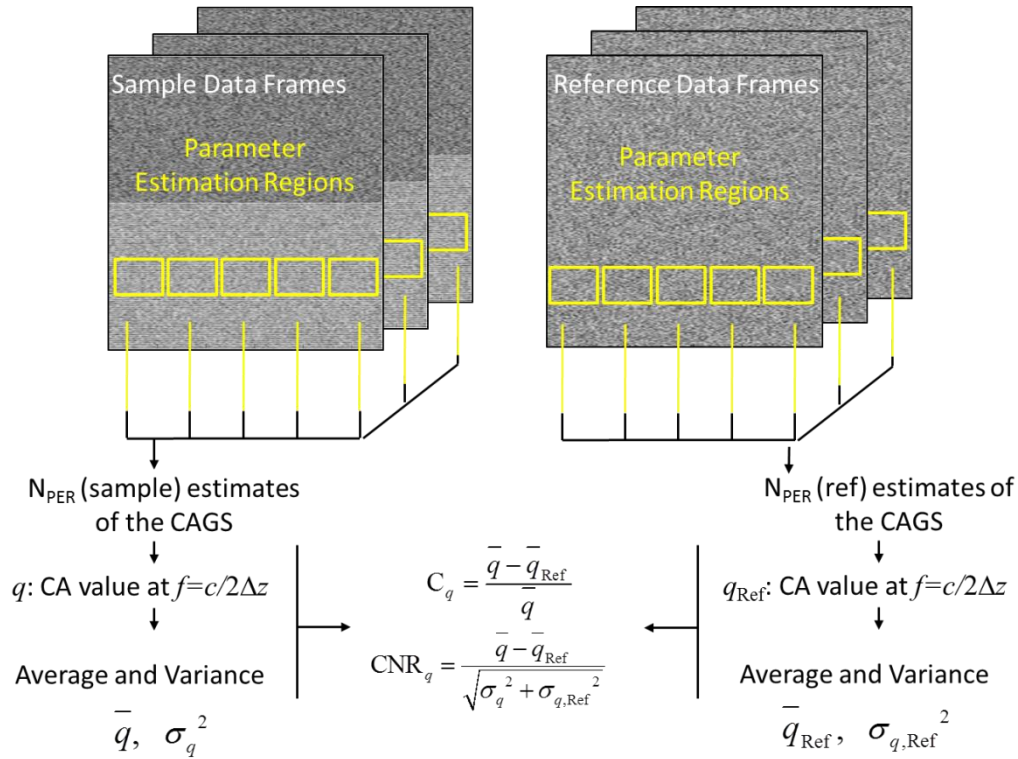 Sample Data Frames
Parameter
Estimation Regions
Reference Data Frames
Parameter
Estimation Regions
N_PER (sample) estimates
of the CAGS
q: CA value at f=c/2Δz
Average and Variance
q̅, σ_q²
C_q = (q̅ − q̅_Ref) / q̅
CNR_q = (q̅ − q̅_Ref) / √(σ_q² + σ_q,Ref²)
N_PER (ref) estimates of
the CAGS
q_Ref: CA value at f=c/2Δz
Average and Variance
q̅_Ref, σ_q,Ref²